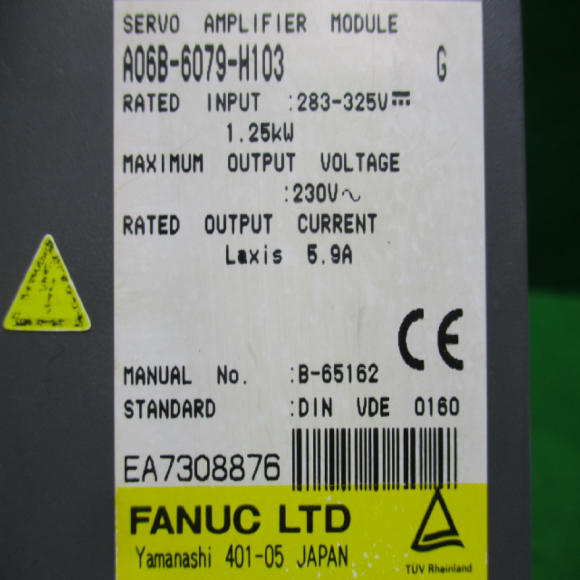 SERVO AMPLIFIER MODULE
A06B-6079-H103 G
RATED INPUT :283-325V⎓
1.25kW
MAXIMUM OUTPUT VOLTAGE
:230V~
RATED OUTPUT CURRENT
Laxis 5.9A
CE
MANUAL No. :B-65162
STANDARD :DIN VDE 0160
EA7308876
FANUC LTD
Yamanashi 401-05 JAPAN
TÜV Rheinland